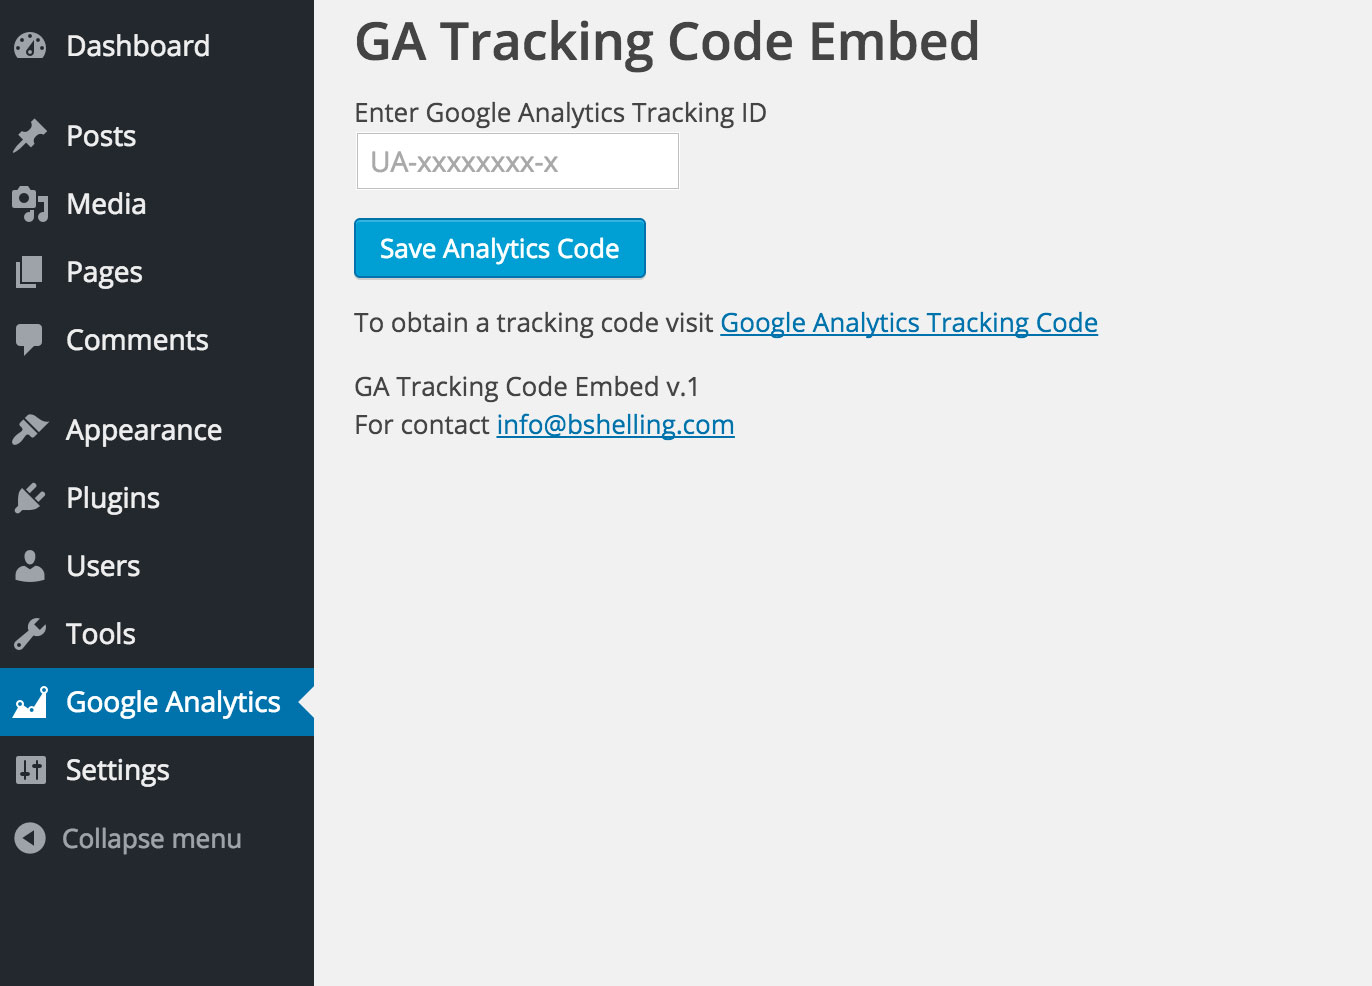 Dashboard
Posts
Media
Pages
Comments
Appearance
Plugins
Users
Tools
Google Analytics
Settings
Collapse menu
GA Tracking Code Embed
Enter Google Analytics Tracking ID
UA-xxxxxxxx-x
Save Analytics Code
To obtain a tracking code visit Google Analytics Tracking Code
GA Tracking Code Embed v.1
For contact info@bshelling.com